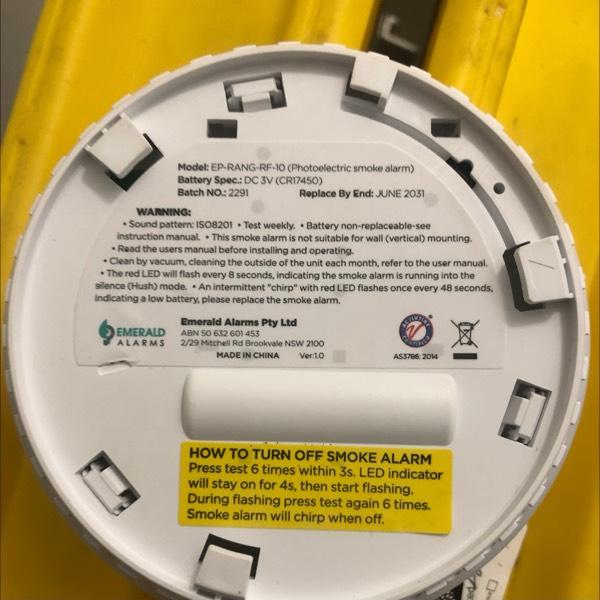 Model: EP-RANG-RF-10 (Photoelectric smoke alarm)
Battery Spec.: DC 3V (CR17450)
Batch NO.: 2291 Replace By End: JUNE 2031
WARNING:
• Sound pattern: ISO8201 • Test weekly. • Battery non-replaceable-see
instruction manual. • This smoke alarm is not suitable for wall (vertical) mounting.
• Read the users manual before installing and operating.
• Clean by vacuum, cleaning the outside of the unit each month, refer to the user manual.
• The red LED will flash every 8 seconds, indicating the smoke alarm is running into the
silence (Hush) mode. • An intermittent "chirp" with red LED flashes once every 48 seconds,
indicating a low battery, please replace the smoke alarm.
EMERALD
ALARMS
Emerald Alarms Pty Ltd
ABN 50 632 601 453
2/29 Mitchell Rd Brookvale NSW 2100
MADE IN CHINA Ver:1.0
AS3786: 2014
HOW TO TURN OFF SMOKE ALARM
Press test 6 times within 3s. LED indicator
will stay on for 4s, then start flashing.
During flashing press test again 6 times.
Smoke alarm will chirp when off.